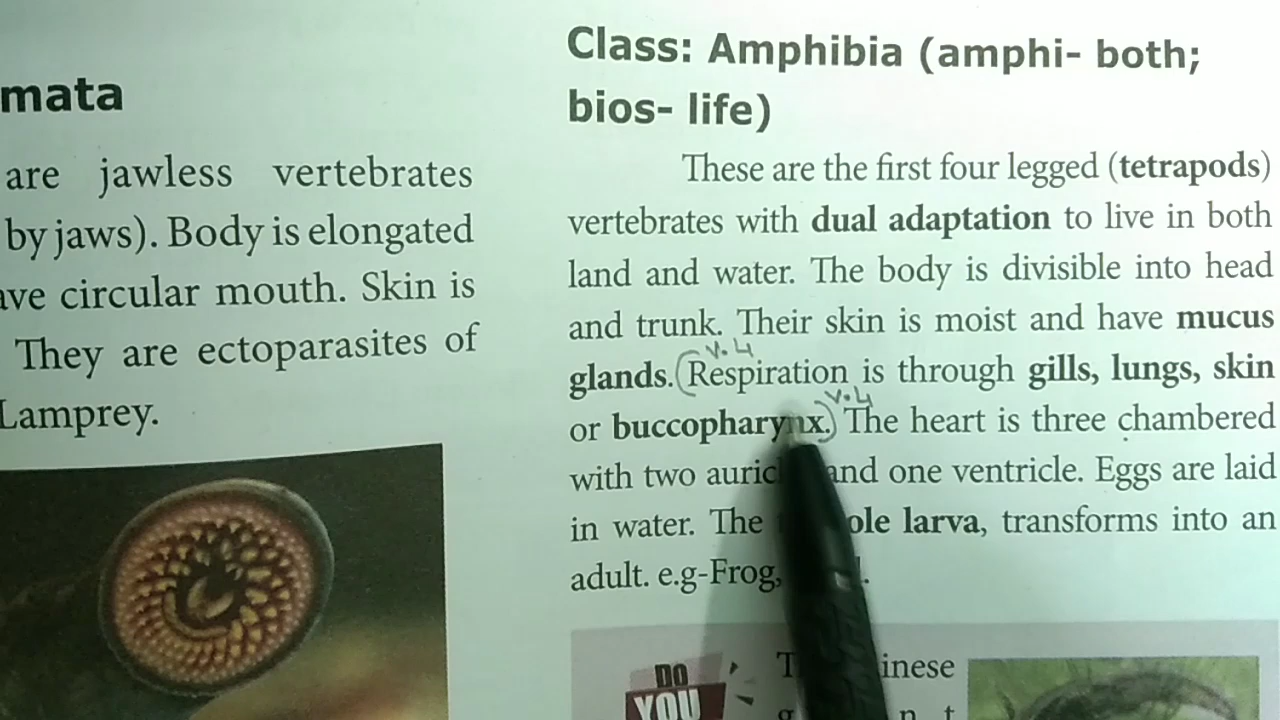 mata
are jawless vertebrates
by jaws). Body is elongated
ave circular mouth. Skin is
They are ectoparasites of
Lamprey.
Class: Amphibia (amphi- both;
bios- life)
These are the first four legged (tetrapods)
vertebrates with dual adaptation to live in both
land and water. The body is divisible into head
and trunk. Their skin is moist and have mucus
v.4
glands. (Respiration is through gills, lungs, skin
v.4
or buccopharynx.) The heart is three chambered
with two auric and one ventricle. Eggs are laid
in water. The ole larva, transforms into an
adult. e.g-Frog,
DO
YOU
inese